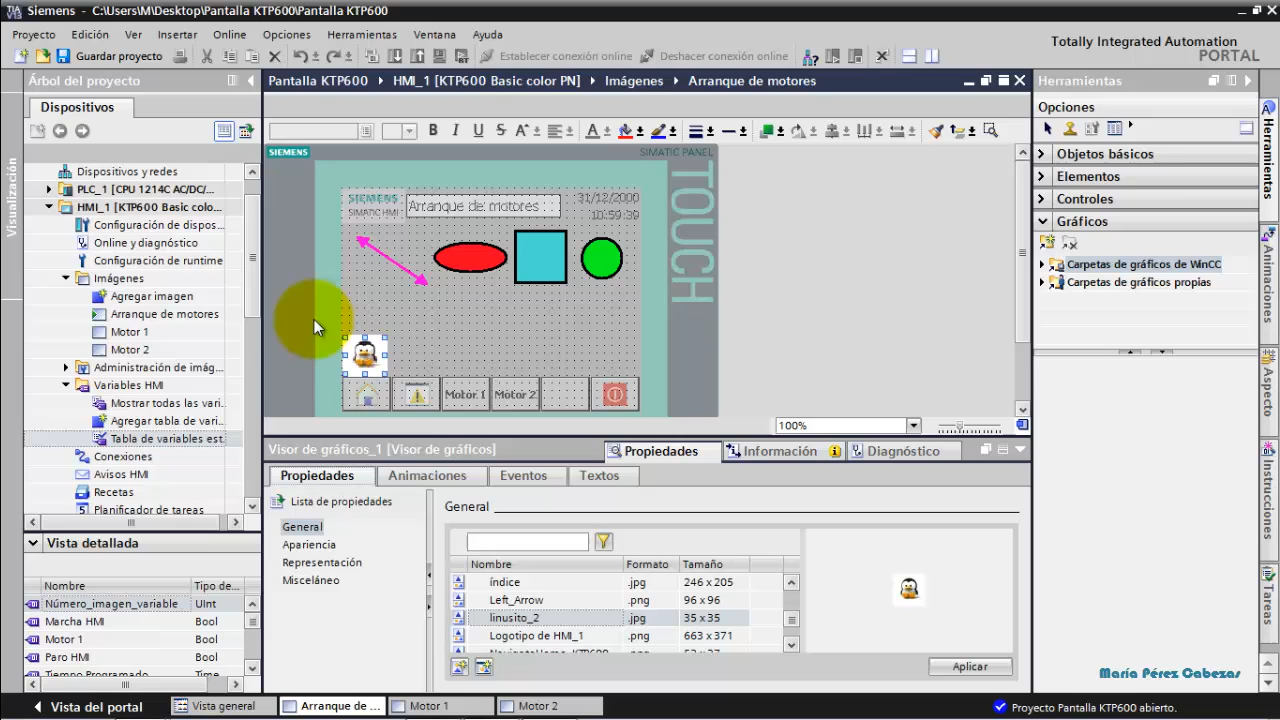 Siemens - C:\Users\M\Desktop\Pantalla KTP600\Pantalla KTP600
Proyecto Edición Ver Insertar Online Opciones Herramientas Ventana Ayuda
Totally Integrated Automation
PORTAL
Guardar proyecto
Establecer conexión online
Deshacer conexión online
Árbol del proyecto
Dispositivos
Visualización
Dispositivos y redes
PLC_1 [CPU 1214C AC/DC/...
HMI_1 [KTP600 Basic colo...
Configuración de dispos...
Online y diagnóstico
Configuración de runtime
Imágenes
Agregar imagen
Arranque de motores
Motor 1
Motor 2
Administración de imág...
Variables HMI
Mostrar todas las vari...
Agregar tabla de vari...
Tabla de variables est...
Conexiones
Avisos HMI
Recetas
Planificador de tareas
Vista detallada
Nombre Tipo de...
Número_imagen_variable UInt
Marcha HMI Bool
Motor 1 Bool
Paro HMI Bool
Tiempo Programado
Pantalla KTP600 HMI_1 [KTP600 Basic color PN] Imágenes Arranque de motores
SIEMENS
SIMATIC PANEL
TOUCH
SIEMENS
SIMATIC HMI
Arranque de motores
31/12/2000
10:59:39
Motor 1
Motor 2
100%
Visor de gráficos_1 [Visor de gráficos]
Propiedades Información Diagnóstico
Propiedades Animaciones Eventos Textos
Lista de propiedades
General
Apariencia
Representación
Misceláneo
General
Nombre Formato Tamaño
índice .jpg 246 x 205
Left_Arrow .png 96 x 96
linusito_2 .jpg 35 x 35
Logotipo de HMI_1 .png 663 x 371
Aplicar
Herramientas
Opciones
Objetos básicos
Elementos
Controles
Gráficos
Carpetas de gráficos de WinCC
Carpetas de gráficos propias
Herramientas
Animaciones
Aspecto
Instrucciones
Tareas
María Pérez Cabezas
Vista del portal
Vista general
Arranque de ...
Motor 1
Motor 2
Proyecto Pantalla KTP600 abierto.